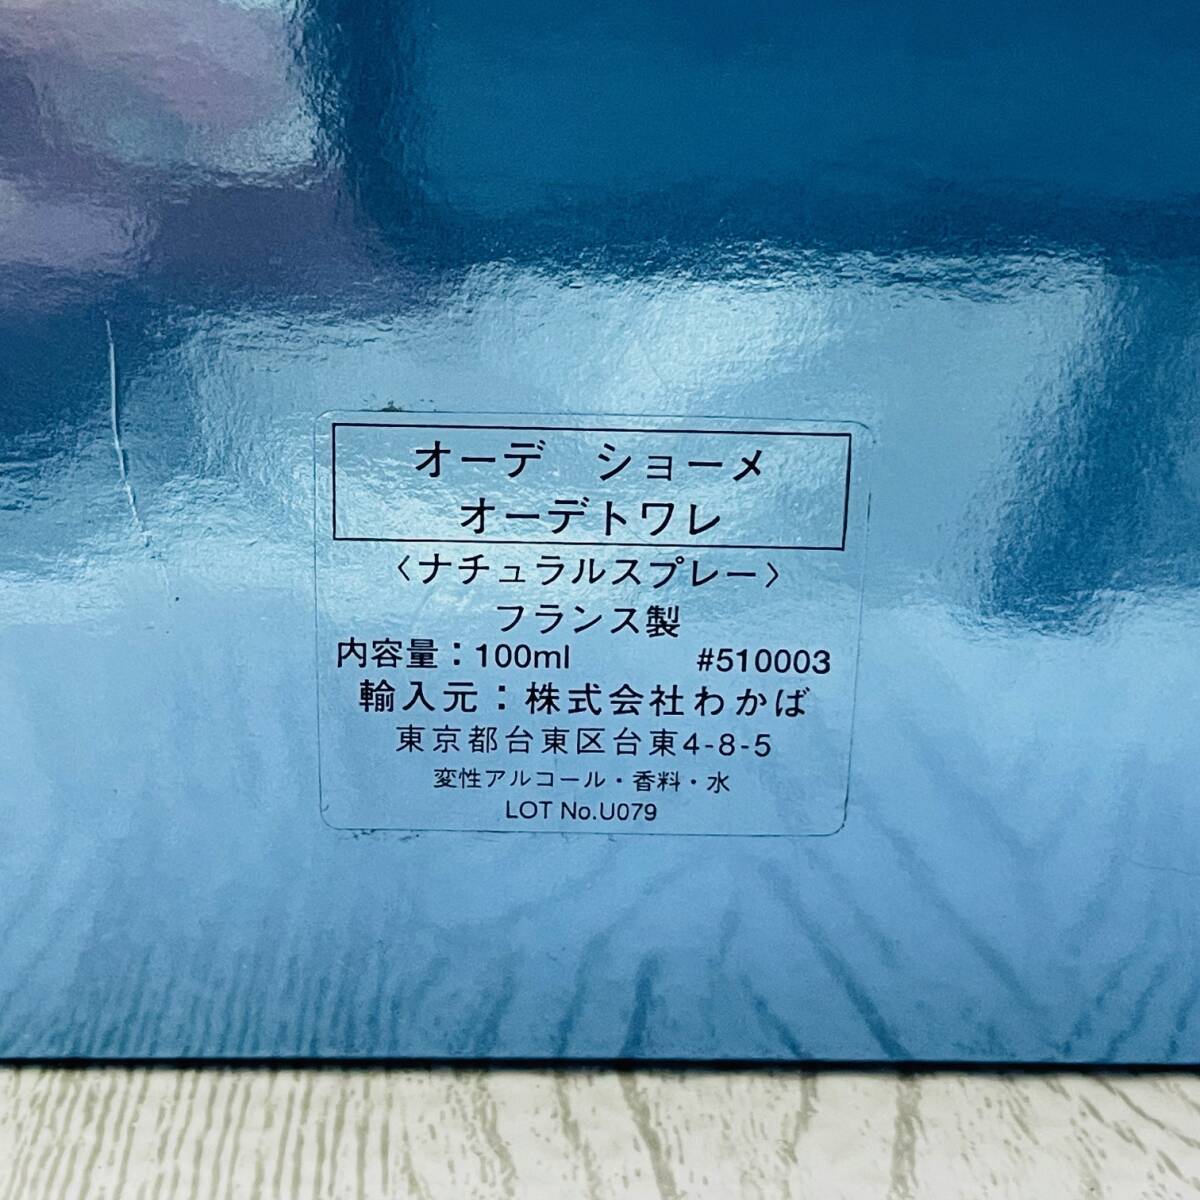 オーデ ショーメ
オーデトワレ
〈ナチュラルスプレー〉
フランス製
内容量：100ml #510003
輸入元：株式会社わかば
東京都台東区台東4-8-5
変性アルコール・香料・水
LOT No.U079